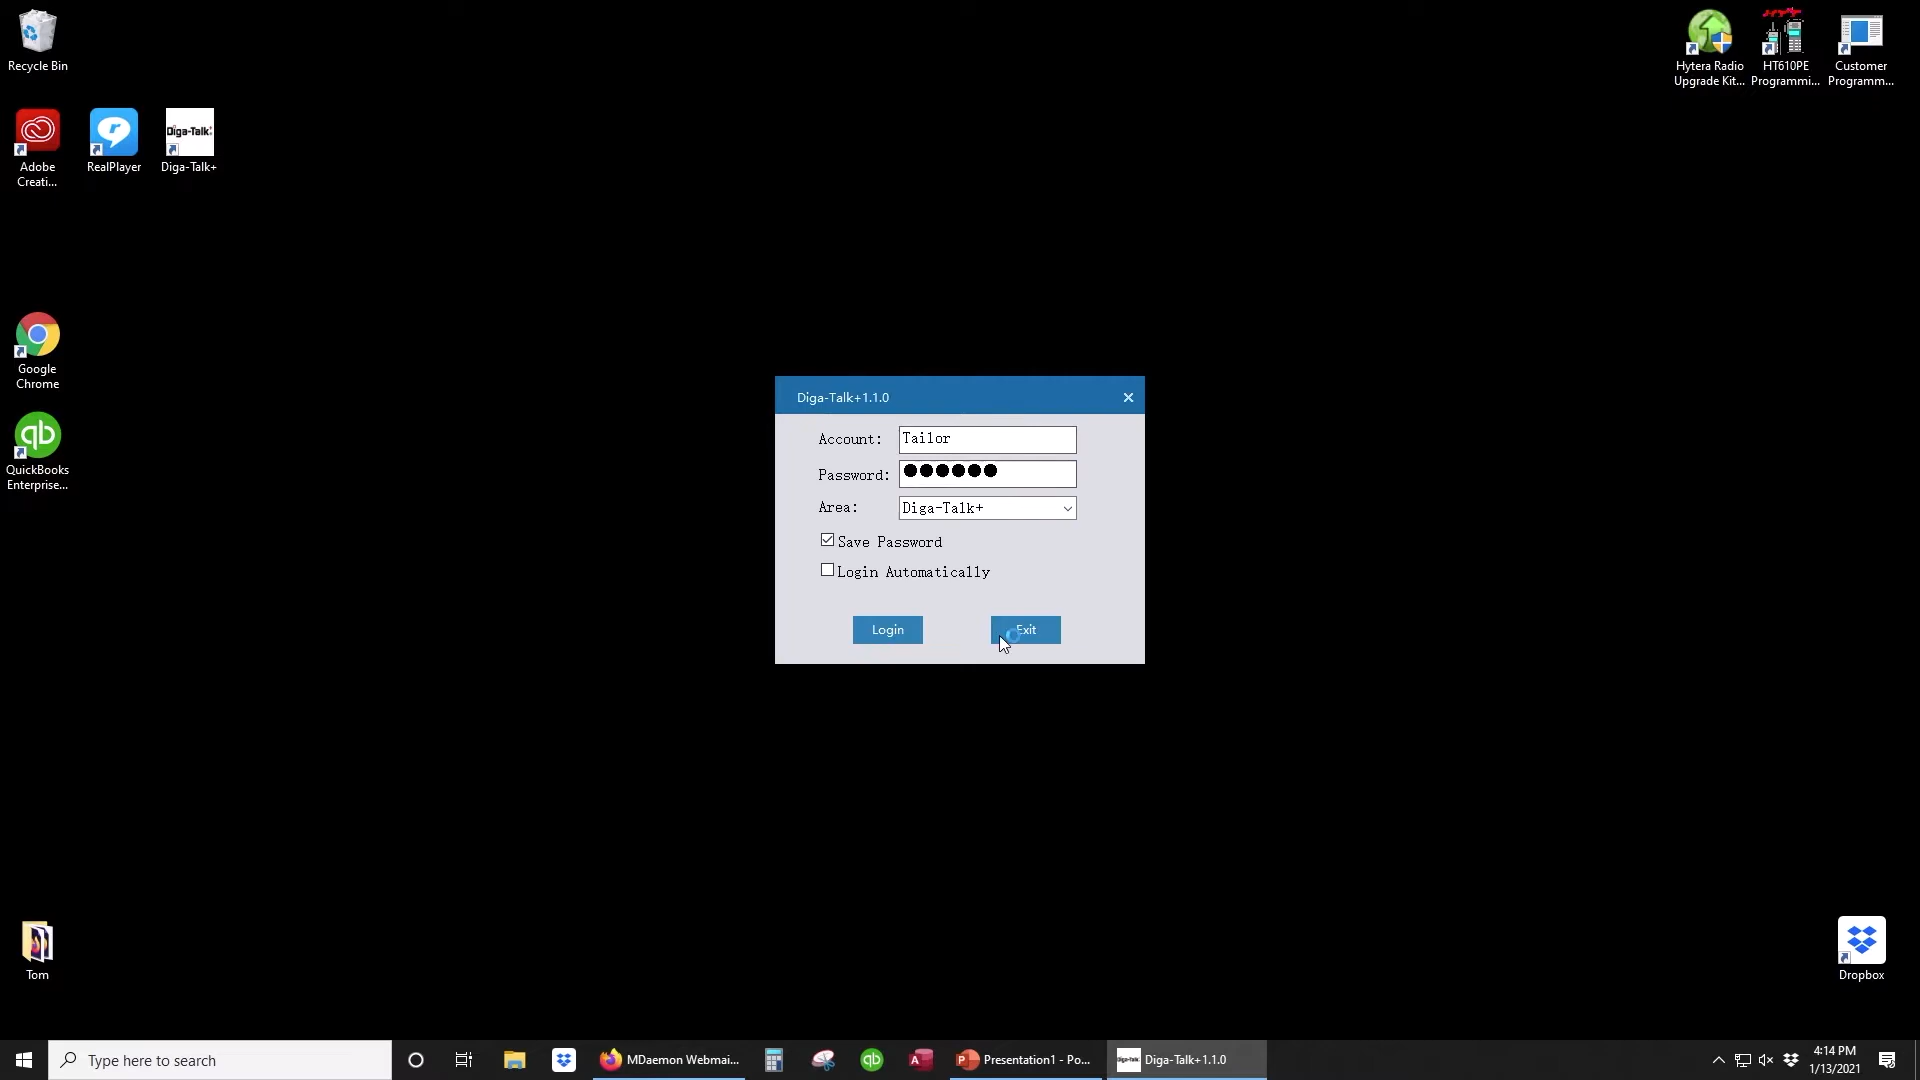 Recycle Bin
Hytera Radio
Upgrade Kit...
HT610PE
Programmi...
Customer
Programm...
Adobe
Creati...
RealPlayer
Diga-Talk
Diga-Talk+
Google
Chrome
qb
QuickBooks
Enterprise...
Diga-Talk+1.1.0
Account: Tailor
Password:
Area: Diga-Talk+
Save Password
Login Automatically
Login
Exit
Tom
Dropbox
Type here to search
MDaemon Webmai...
qb
Presentation1 - Po...
Diga-Talk+1.1.0
4:14 PM
1/13/2021